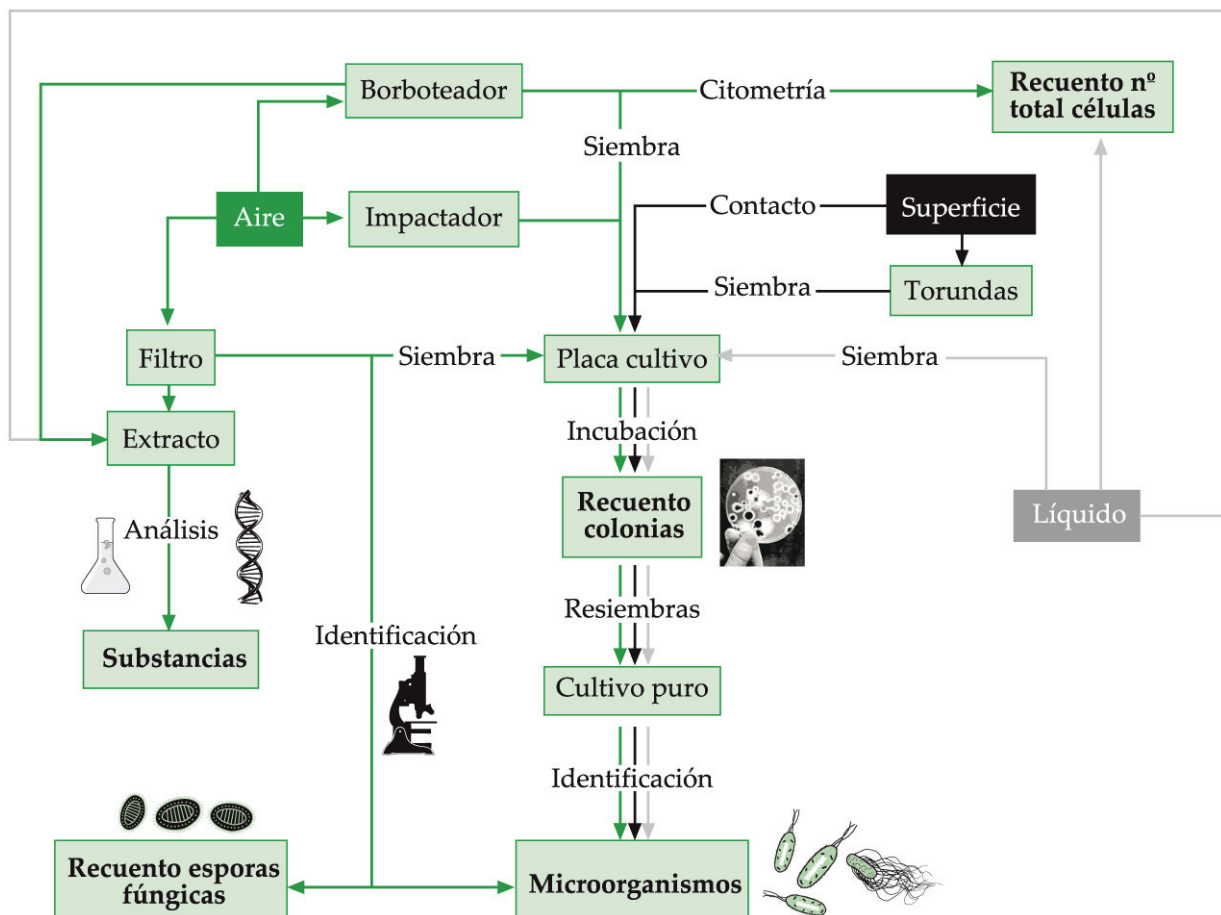 Borboteador
Citometría
Recuento nº
total células
Siembra
Aire
Impactador
Contacto
Superficie
Siembra
Torundas
Filtro
Siembra
Placa cultivo
Siembra
Extracto
Incubación
Análisis
Recuento
colonias
Líquido
Resiembras
Identificación
Substancias
Cultivo puro
Identificación
Recuento esporas
fúngicas
Microorganismos